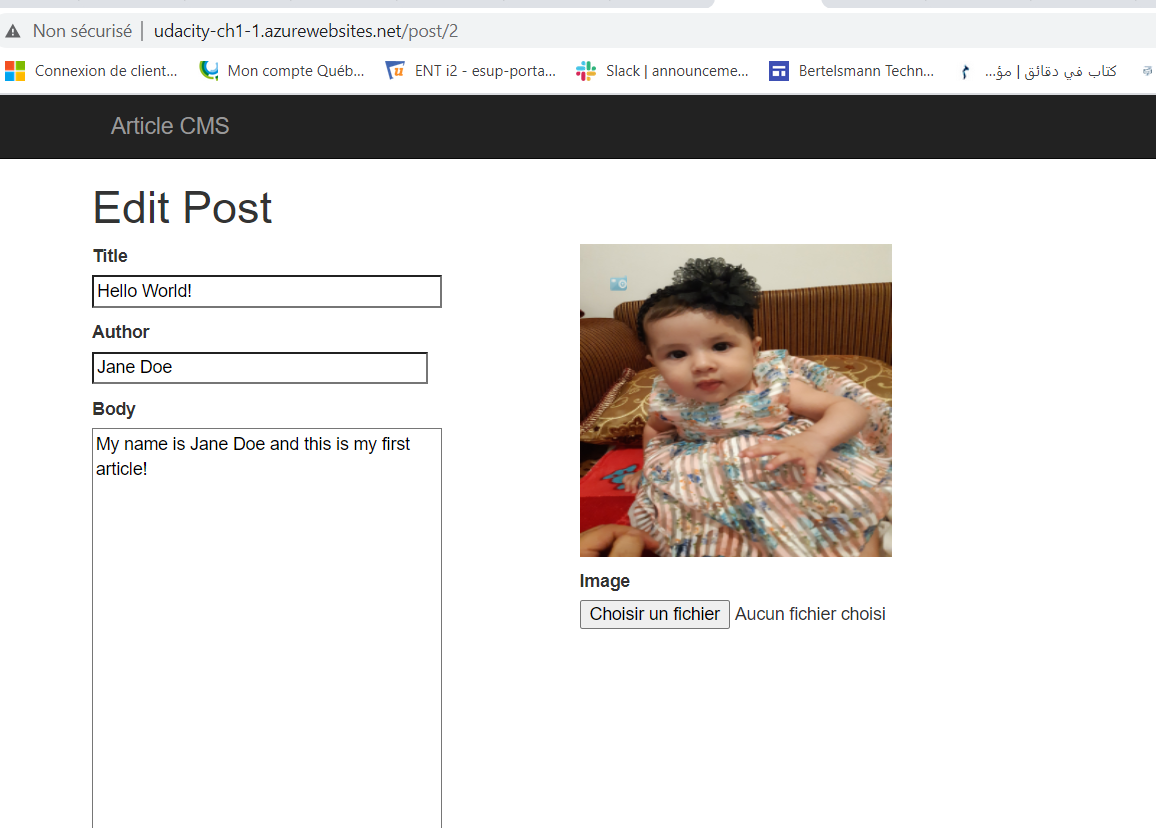 Non sécurisé | udacity-ch1-1.azurewebsites.net/post/2
Connexion de client... Mon compte Québ... ENT i2 - esup-porta... Slack | announceme... Bertelsmann Techn... كتاب في دقائق | مؤ...
Article CMS
Edit Post
Title
Hello World!
Author
Jane Doe
Body
My name is Jane Doe and this is my first
article!
Image
Choisir un fichier Aucun fichier choisi